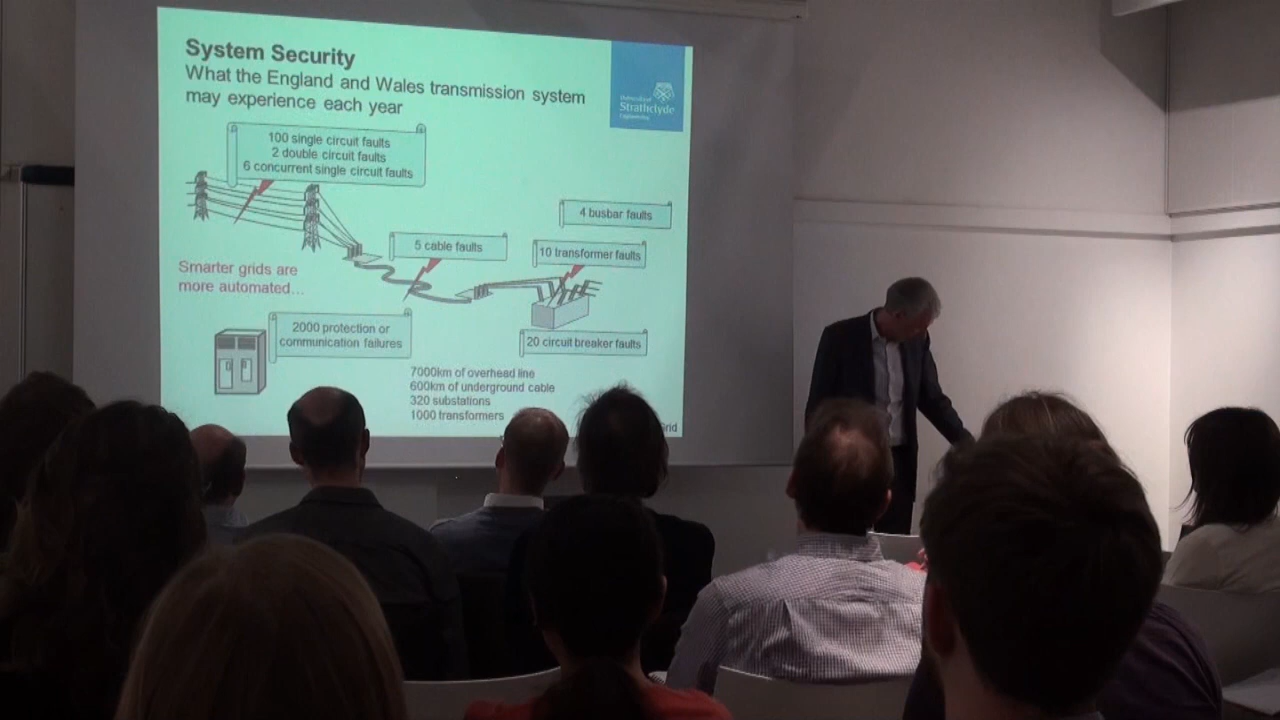 System Security
What the England and Wales transmission system
may experience each year
University of
Strathclyde
Engineering
100 single circuit faults
2 double circuit faults
6 concurrent single circuit faults
4 busbar faults
5 cable faults
10 transformer faults
Smarter grids are
more automated…
2000 protection or
communication failures
20 circuit breaker faults
7000km of overhead line
600km of underground cable
320 substations
1000 transformers